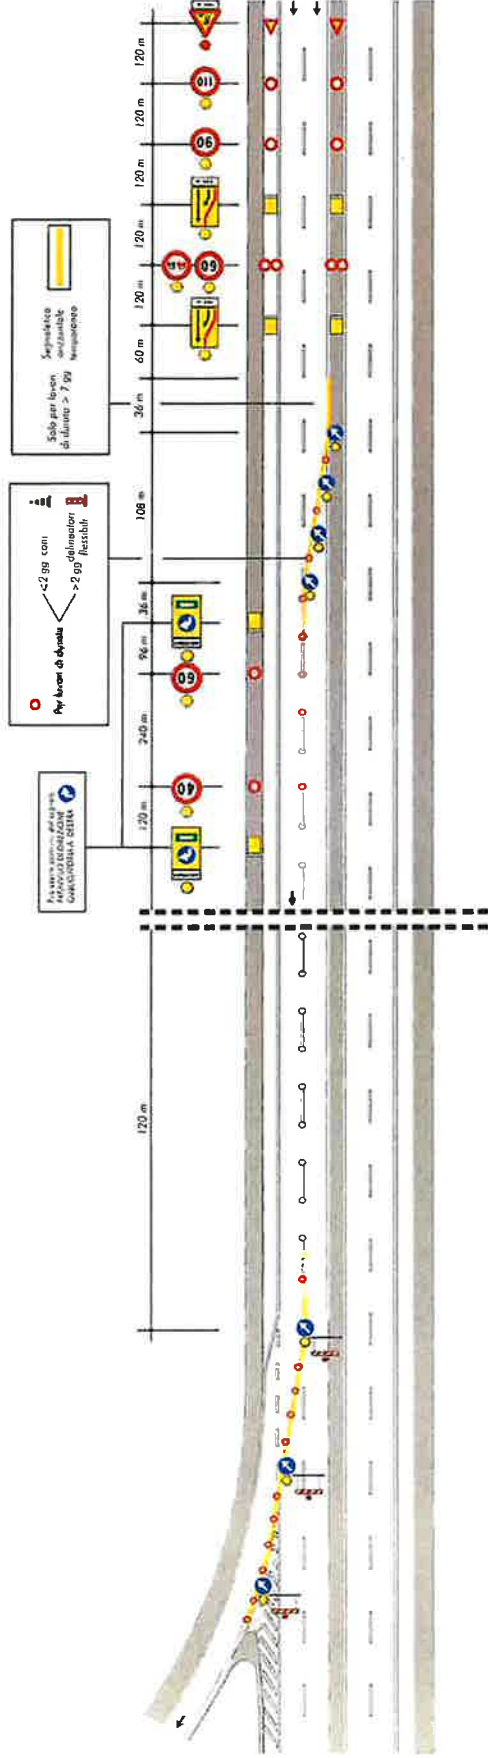 120 m
120 m
120 m
120 m
120 m
60 m
36 m
108 m
36 m
96 m
240 m
120 m
120 m
110
90
60
60
40
Solo per lavori
di durata > 7 gg
Segnaletica
orizzontale
temporanea
Per lavori di durata
< 2 gg coni
> 2 gg delineatori
flessibili
DESTRA